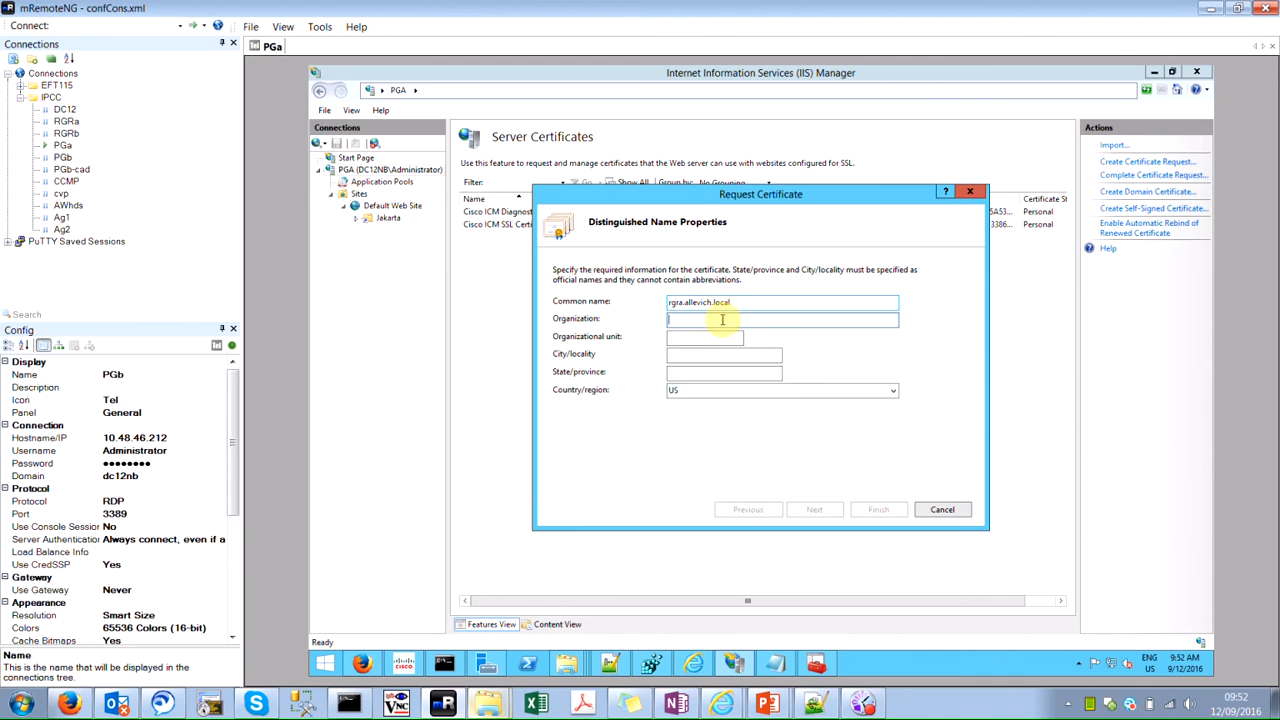 mRemoteNG - confCons.xml
Connect:
File View Tools Help
Connections
PGa
Connections
EFT115
IPCC
DC12
RGRa
RGRb
PGa
PGb
PGb-cad
CCMP
cvp
AWhds
Ag1
Ag2
PuTTY Saved Sessions
Search
Config
Display
Name PGb
Description
Icon Tel
Panel General
Connection
Hostname/IP 10.48.46.212
Username Administrator
Password ●●●●●●●●
Domain dc12nb
Protocol
Protocol RDP
Port 3389
Use Console Session No
Server Authentication Always connect, even if a
Load Balance Info
Use CredSSP Yes
Gateway
Use Gateway Never
Appearance
Resolution Smart Size
Colors 65536 Colors (16-bit)
Cache Bitmaps Yes
Name
This is the name that will be displayed in the
connections tree.
Internet Information Services (IIS) Manager
PGA
File View Help
Connections
Start Page
PGA (DC12NB\Administrator)
Application Pools
Sites
Default Web Site
Jakarta
Server Certificates
Use this feature to request and manage certificates that the Web server can use with websites configured for SSL.
Filter: Go Show All Group by: No Grouping
Name Certificate St
Cisco ICM Diagnost 5A53... Personal
Cisco ICM SSL Certif 3386... Personal
Actions
Import...
Create Certificate Request...
Complete Certificate Request...
Create Domain Certificate...
Create Self-Signed Certificate...
Enable Automatic Rebind of
Renewed Certificate
Help
Request Certificate
Distinguished Name Properties
Specify the required information for the certificate. State/province and City/locality must be specified as
official names and they cannot contain abbreviations.
Common name: rgra.allevich.local
Organization:
Organizational unit:
City/locality
State/province:
Country/region: US
Previous Next Finish Cancel
Features View Content View
Ready
ENG 9:52 AM
US 9/12/2016
09:52
12/09/2016